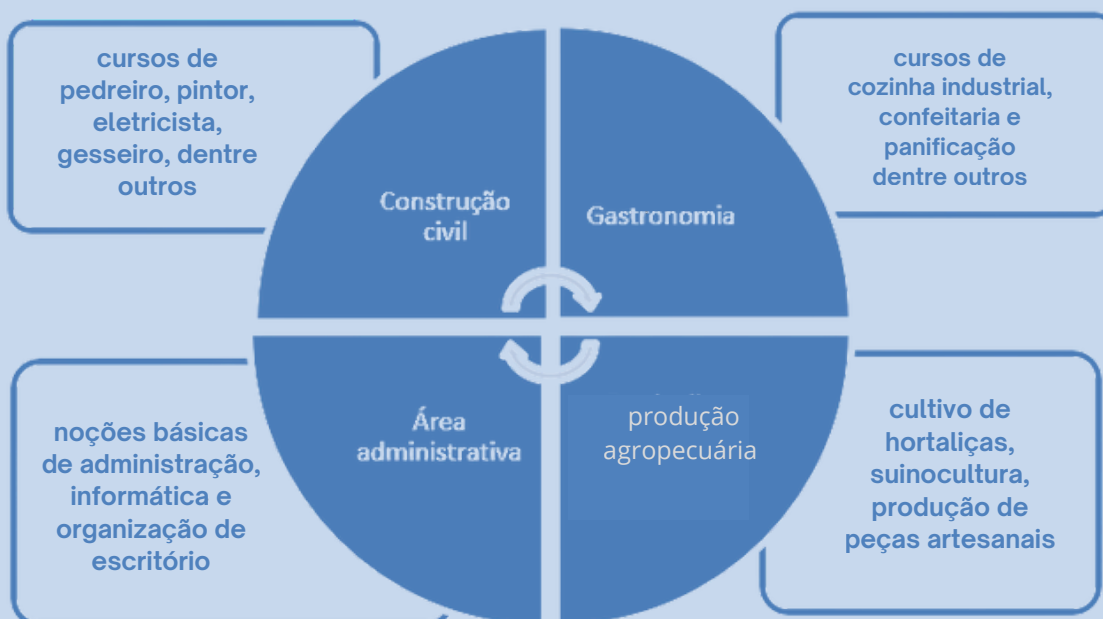 cursos de
pedreiro, pintor,
eletricista,
gesseiro, dentre
outros
cursos de
cozinha industrial,
confeitaria e
panificação
dentre outros
Construção
civil
Gastronomia
Área
administrativa
produção
agropecuária
noções básicas
de administração,
informática e
organização de
escritório
cultivo de
hortaliças,
suinocultura,
produção de
peças artesanais